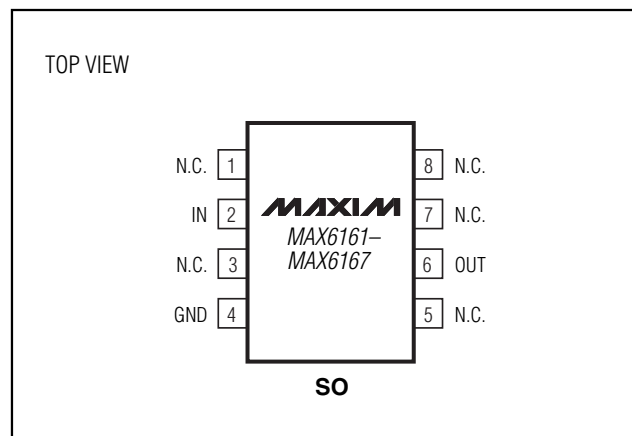 TOP VIEW
N.C. 1
8 N.C.
IN 2
MAXIM
7 N.C.
MAX6161–
MAX6167
N.C. 3
6 OUT
GND 4
5 N.C.
SO